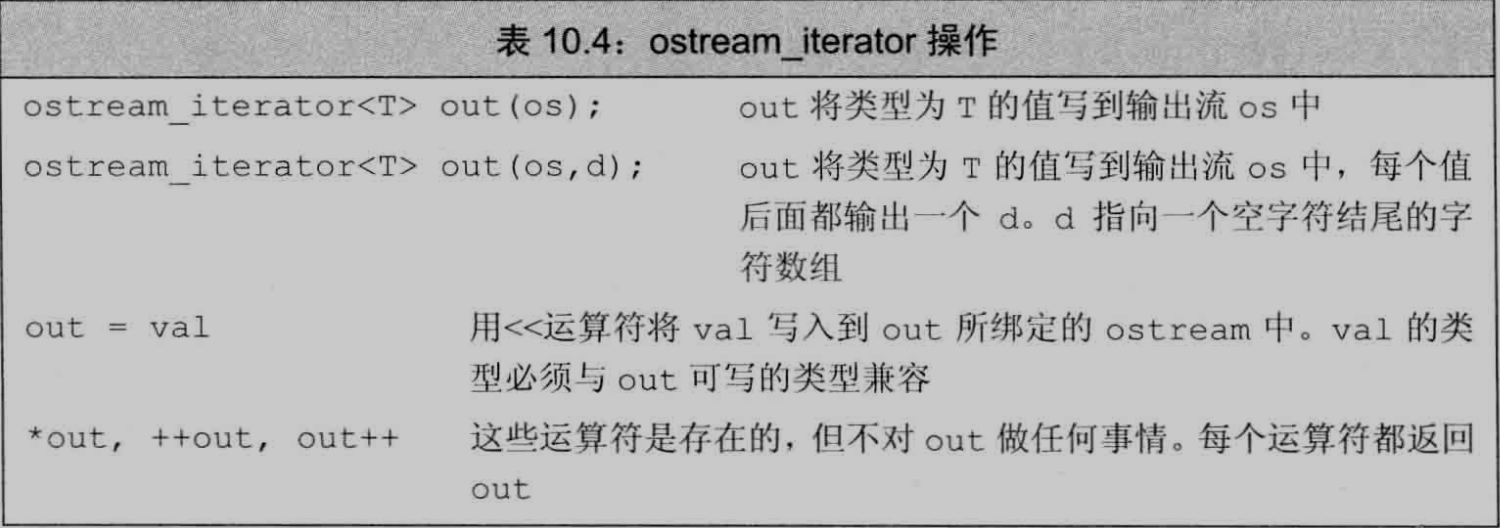 表 10.4：ostream_iterator 操作
ostream_iterator<T> out(os); out 将类型为 T 的值写到输出流 os 中
ostream_iterator<T> out(os,d); out 将类型为 T 的值写到输出流 os 中，每个值
后面都输出一个 d。d 指向一个空字符结尾的字
符数组
out = val 用<<运算符将 val 写入到 out 所绑定的 ostream 中。val 的类
型必须与 out 可写的类型兼容
*out, ++out, out++ 这些运算符是存在的，但不对 out 做任何事情。每个运算符都返回
out